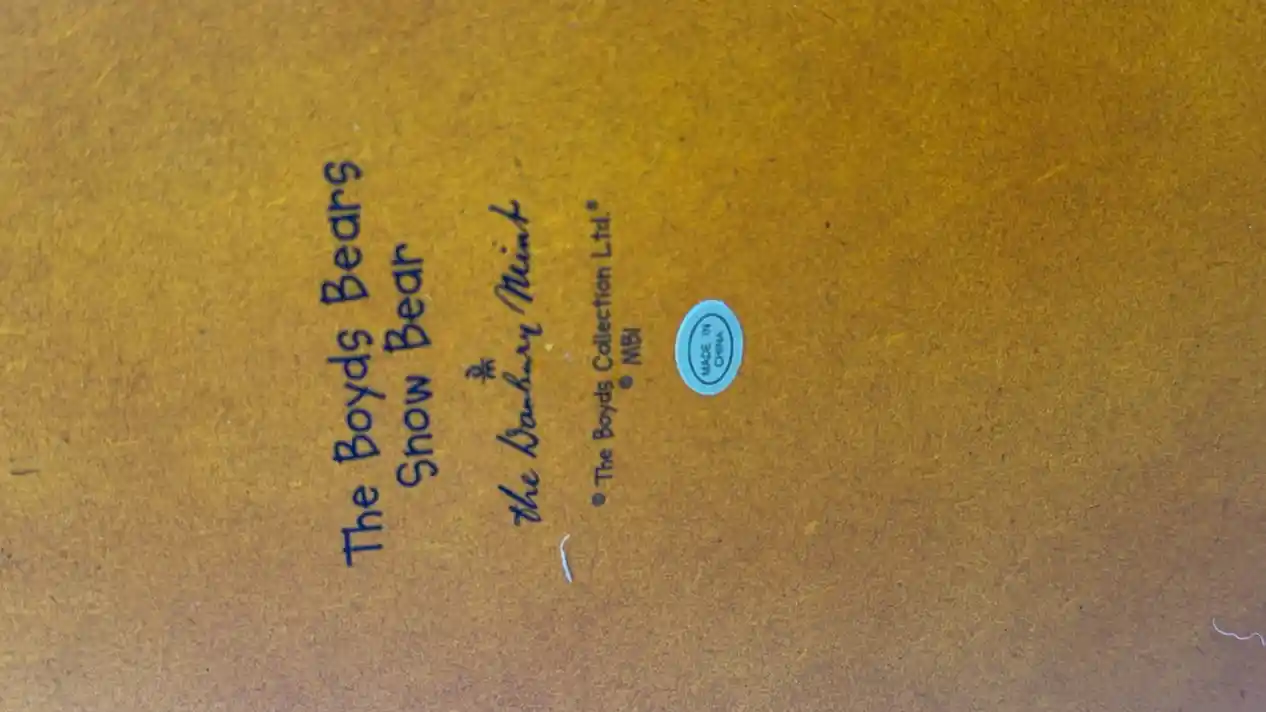 The Boyds Bears
Snow Bear
the Danbury Mint
© The Boyds Collection Ltd.®
© MBI
MADE IN
CHINA